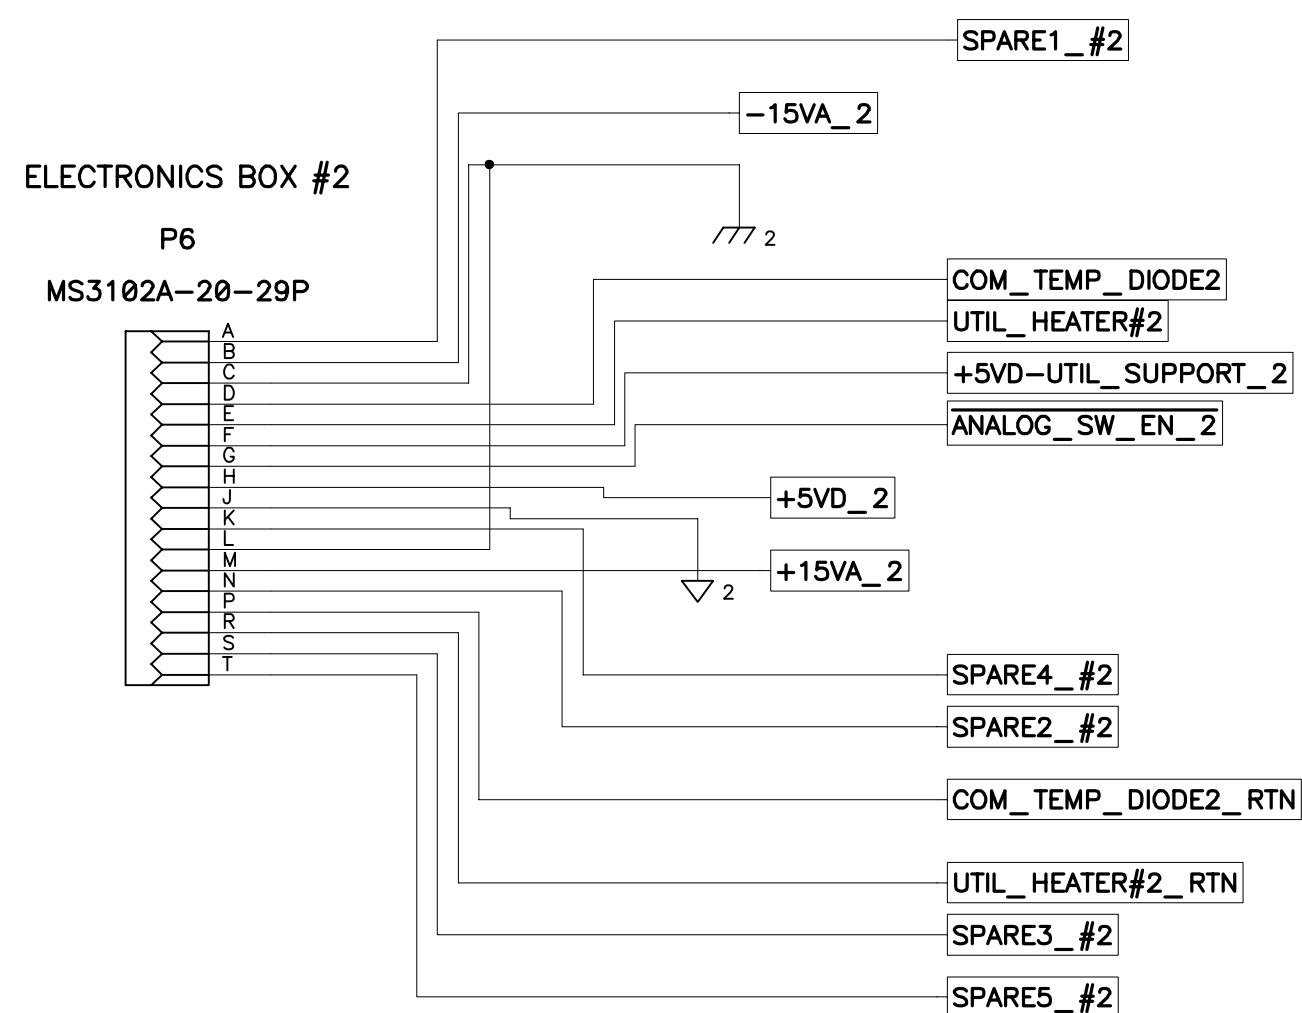 SPARE1_#2
-15VA_2
ELECTRONICS BOX #2
P6
2
MS3102A-20-29P
COM_TEMP_DIODE2
UTIL_HEATER#2
+5VD-UTIL_SUPPORT_2
ANALOG_SW_EN_2
A
B
C
D
E
F
G
H
J
K
L
M
N
P
R
S
T
+5VD_2
+15VA_2
2
SPARE4_#2
SPARE2_#2
COM_TEMP_DIODE2_RTN
UTIL_HEATER#2_RTN
SPARE3_#2
SPARE5_#2